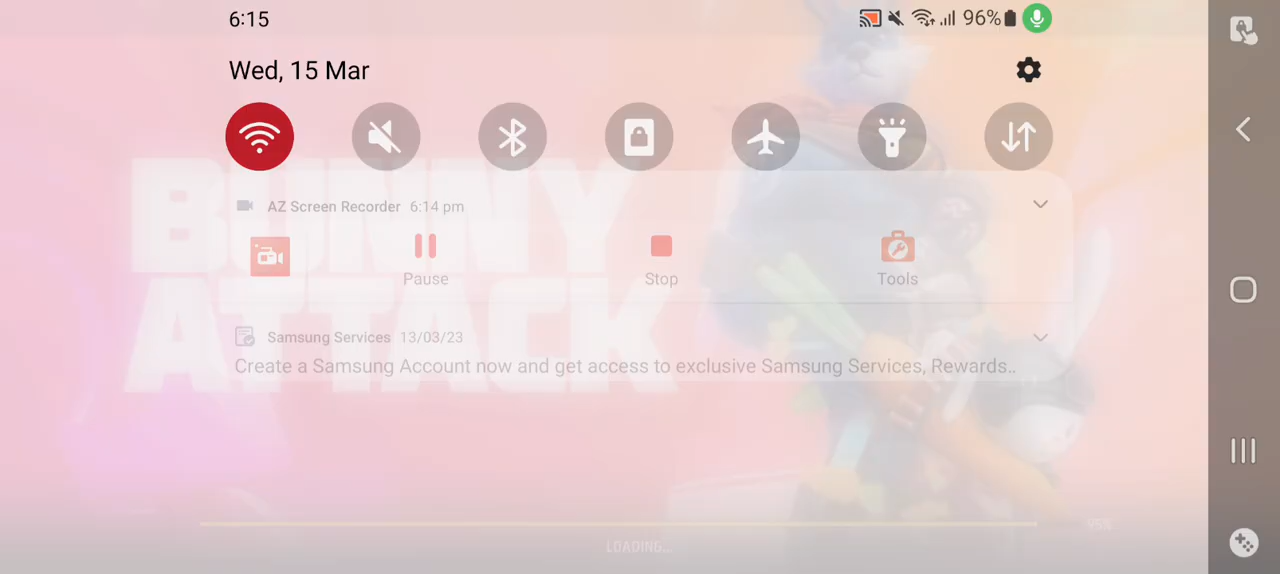 6:15
96%
Wed, 15 Mar
AZ Screen Recorder 6:14 pm
Pause
Stop
Tools
Samsung Services 13/03/23
Create a Samsung Account now and get access to exclusive Samsung Services, Rewards..
BUNNY
ATTACK
95%
LOADING...